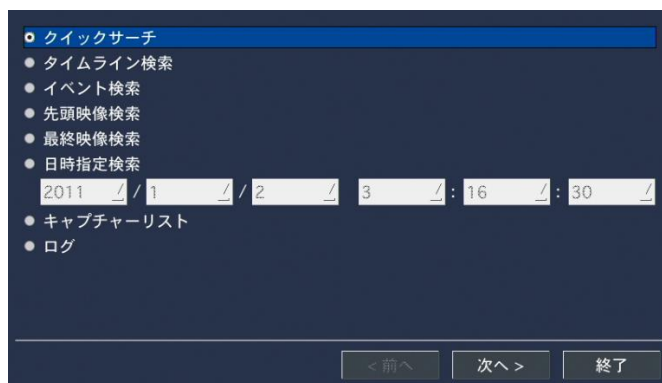 クイックサーチ
タイムライン検索
イベント検索
先頭映像検索
最終映像検索
日時指定検索
2011 / 1 / 2 3 : 16 : 30
キャプチャーリスト
ログ
< 前へ 次へ > 終了